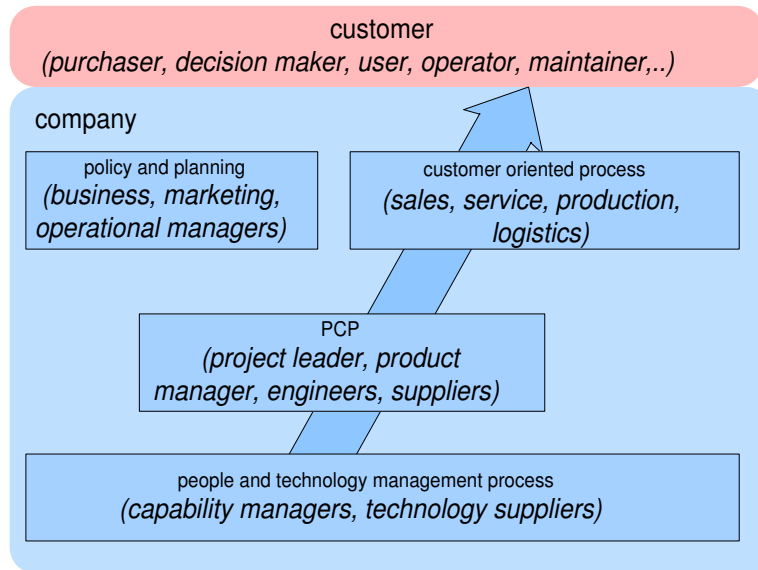 customer
(purchaser, decision maker, user, operator, maintainer,..)
company
policy and planning
(business, marketing,
operational managers)
customer oriented process
(sales, service, production,
logistics)
PCP
(project leader, product
manager, engineers, suppliers)
people and technology management process
(capability managers, technology suppliers)